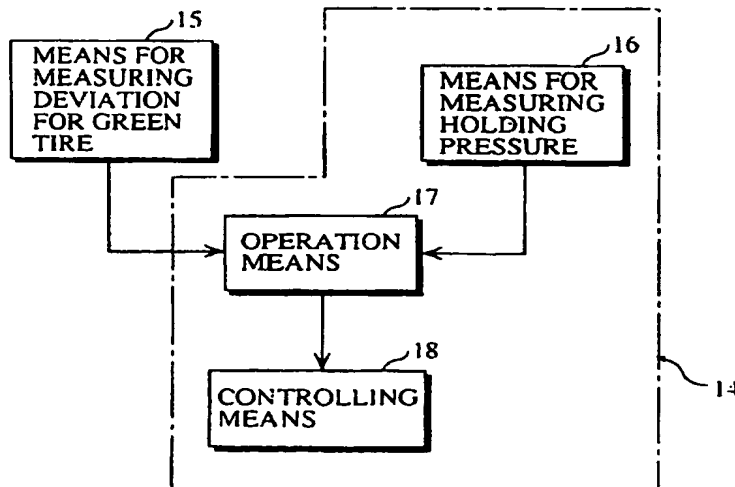 15
MEANS FOR
MEASURING
DEVIATION
FOR GREEN
TIRE
16
MEANS FOR
MEASURING
HOLDING
PRESSURE
17
OPERATION
MEANS
18
CONTROLLING
MEANS
14